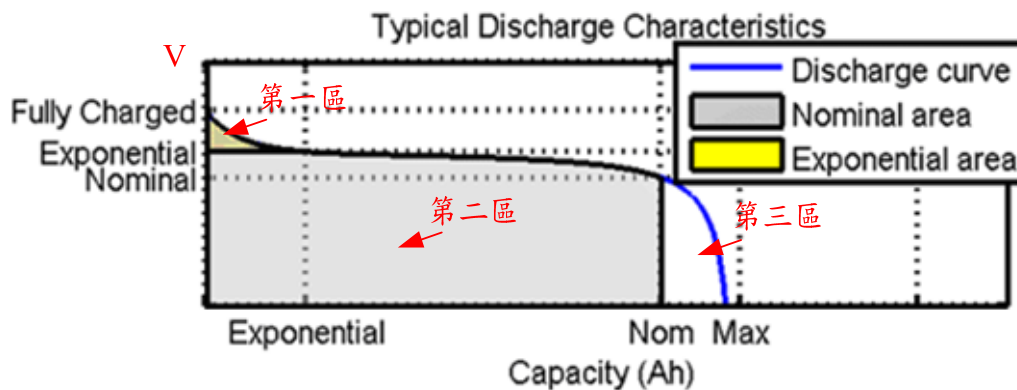 Typical Discharge Characteristics
V
Discharge curve
Nominal area
Exponential area
Fully Charged
Exponential
Nominal
第一區
第二區
第三區
Exponential
Nom
Max
Capacity (Ah)